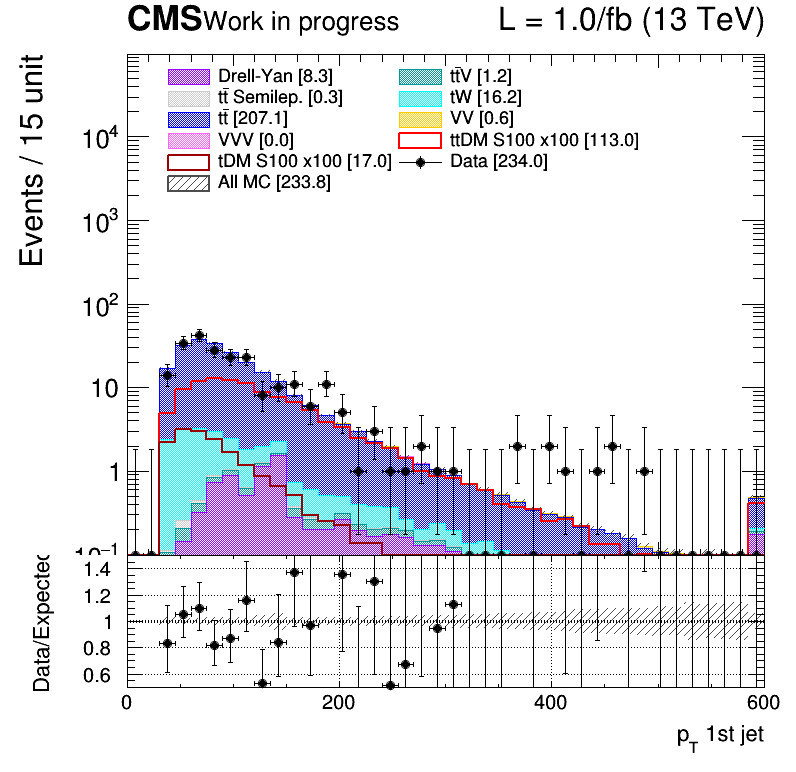 CMS Work in progress L = 1.0/fb (13 TeV)
Events / 15 unit
Drell-Yan [8.3] tt̄V [1.2]
tt̄ Semilep. [0.3] tW [16.2]
tt̄ [207.1] VV [0.6]
VVV [0.0] ttDM S100 x100 [113.0]
tDM S100 x100 [17.0] Data [234.0]
All MC [233.8]
10⁴
10³
10²
10
1
10⁻¹
Data/Expected
1.4
1.2
1
0.8
0.6
0 200 400 600
p_T 1st jet